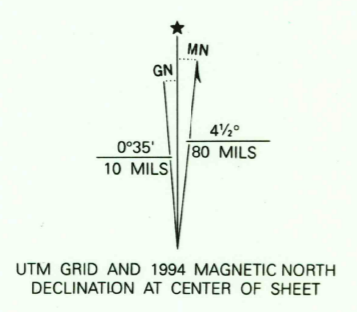 MN
GN
0°35' 4½°
10 MILS 80 MILS
UTM GRID AND 1994 MAGNETIC NORTH
DECLINATION AT CENTER OF SHEET